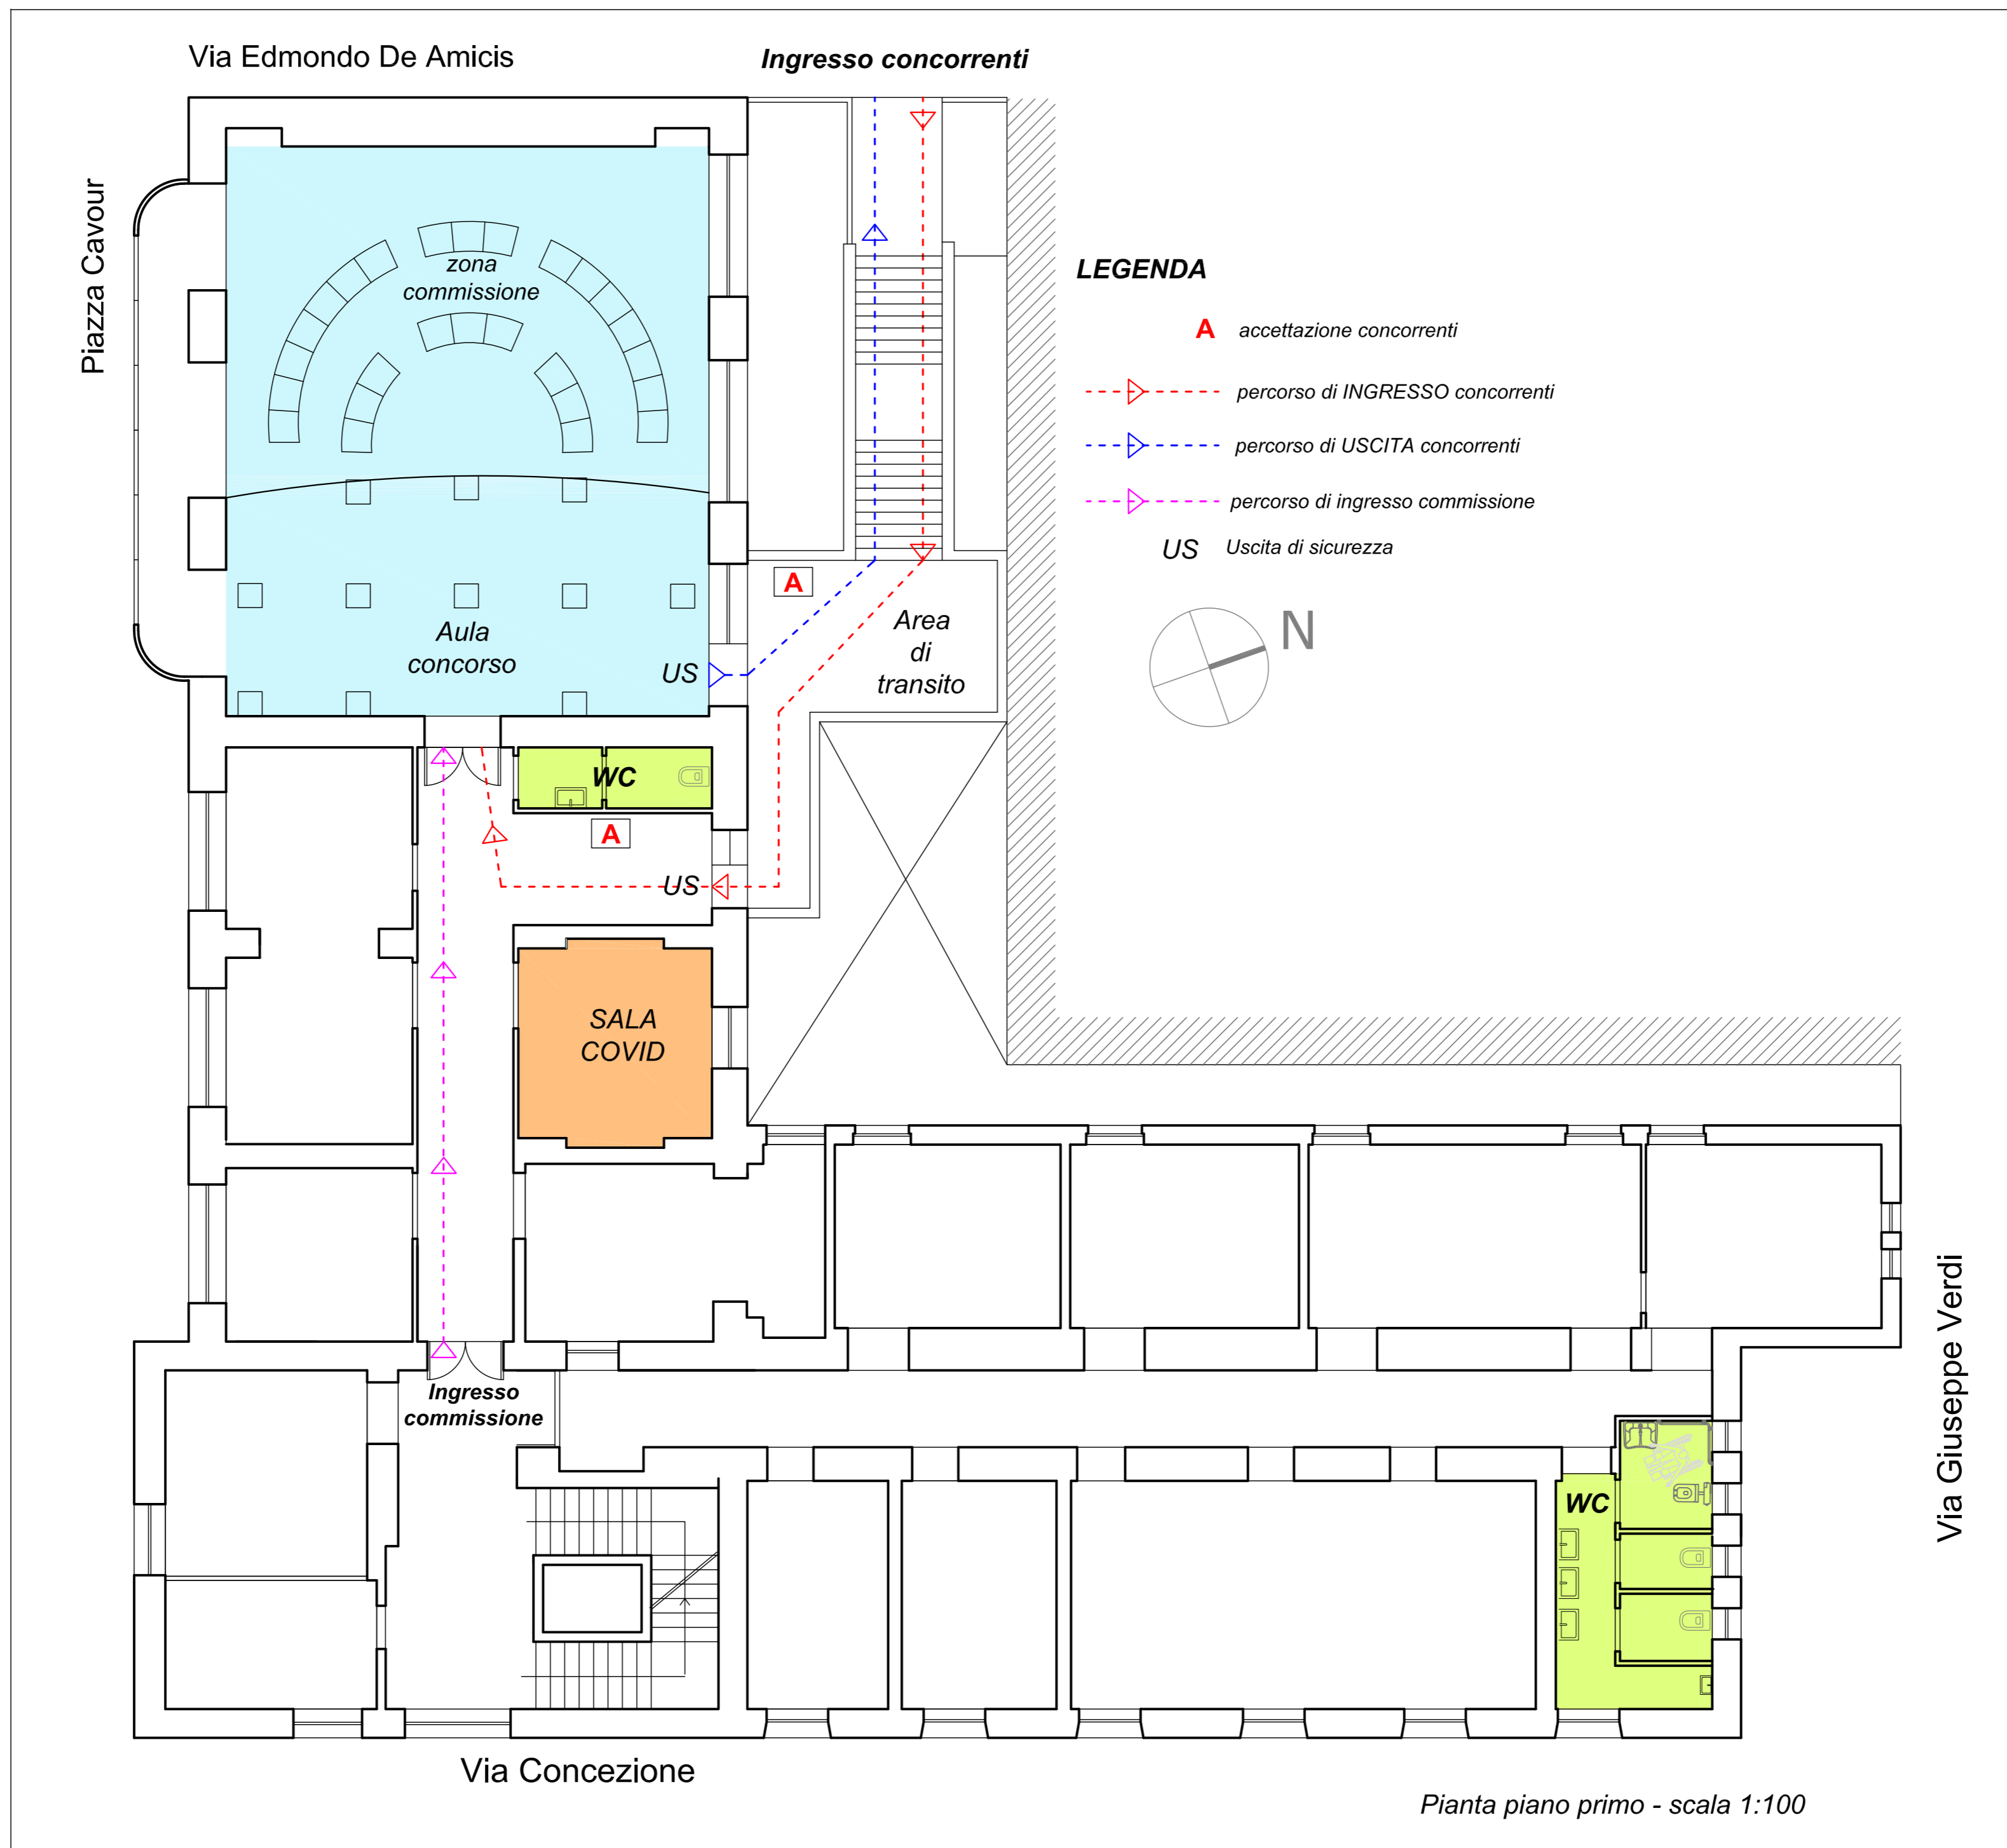 Via Edmondo De Amicis
Ingresso concorrenti
Piazza Cavour
zona
commissione
LEGENDA
A accettazione concorrenti
percorso di INGRESSO concorrenti
percorso di USCITA concorrenti
percorso di ingresso commissione
US Uscita di sicurezza
N
A
Area
di
transito
Aula
concorso
US
WC
A
US
SALA
COVID
Ingresso
commissione
WC
Via Giuseppe Verdi
Via Concezione
Pianta piano primo - scala 1:100